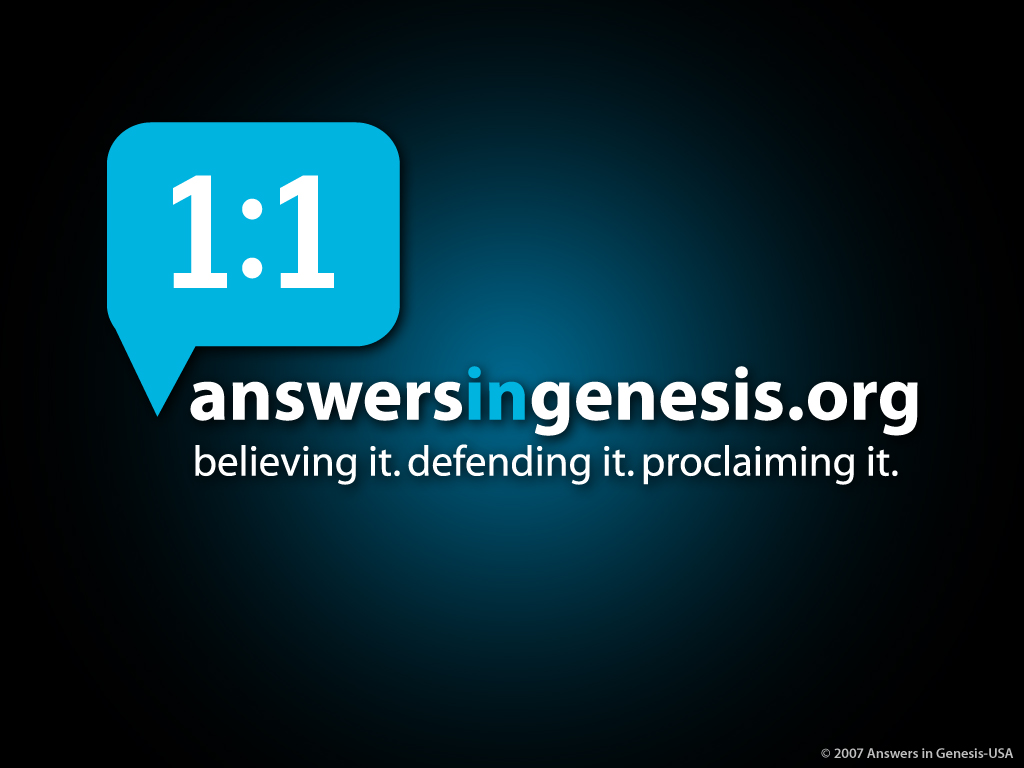 1:1
answersingenesis.org
believing it. defending it. proclaiming it.
© 2007 Answers in Genesis-USA